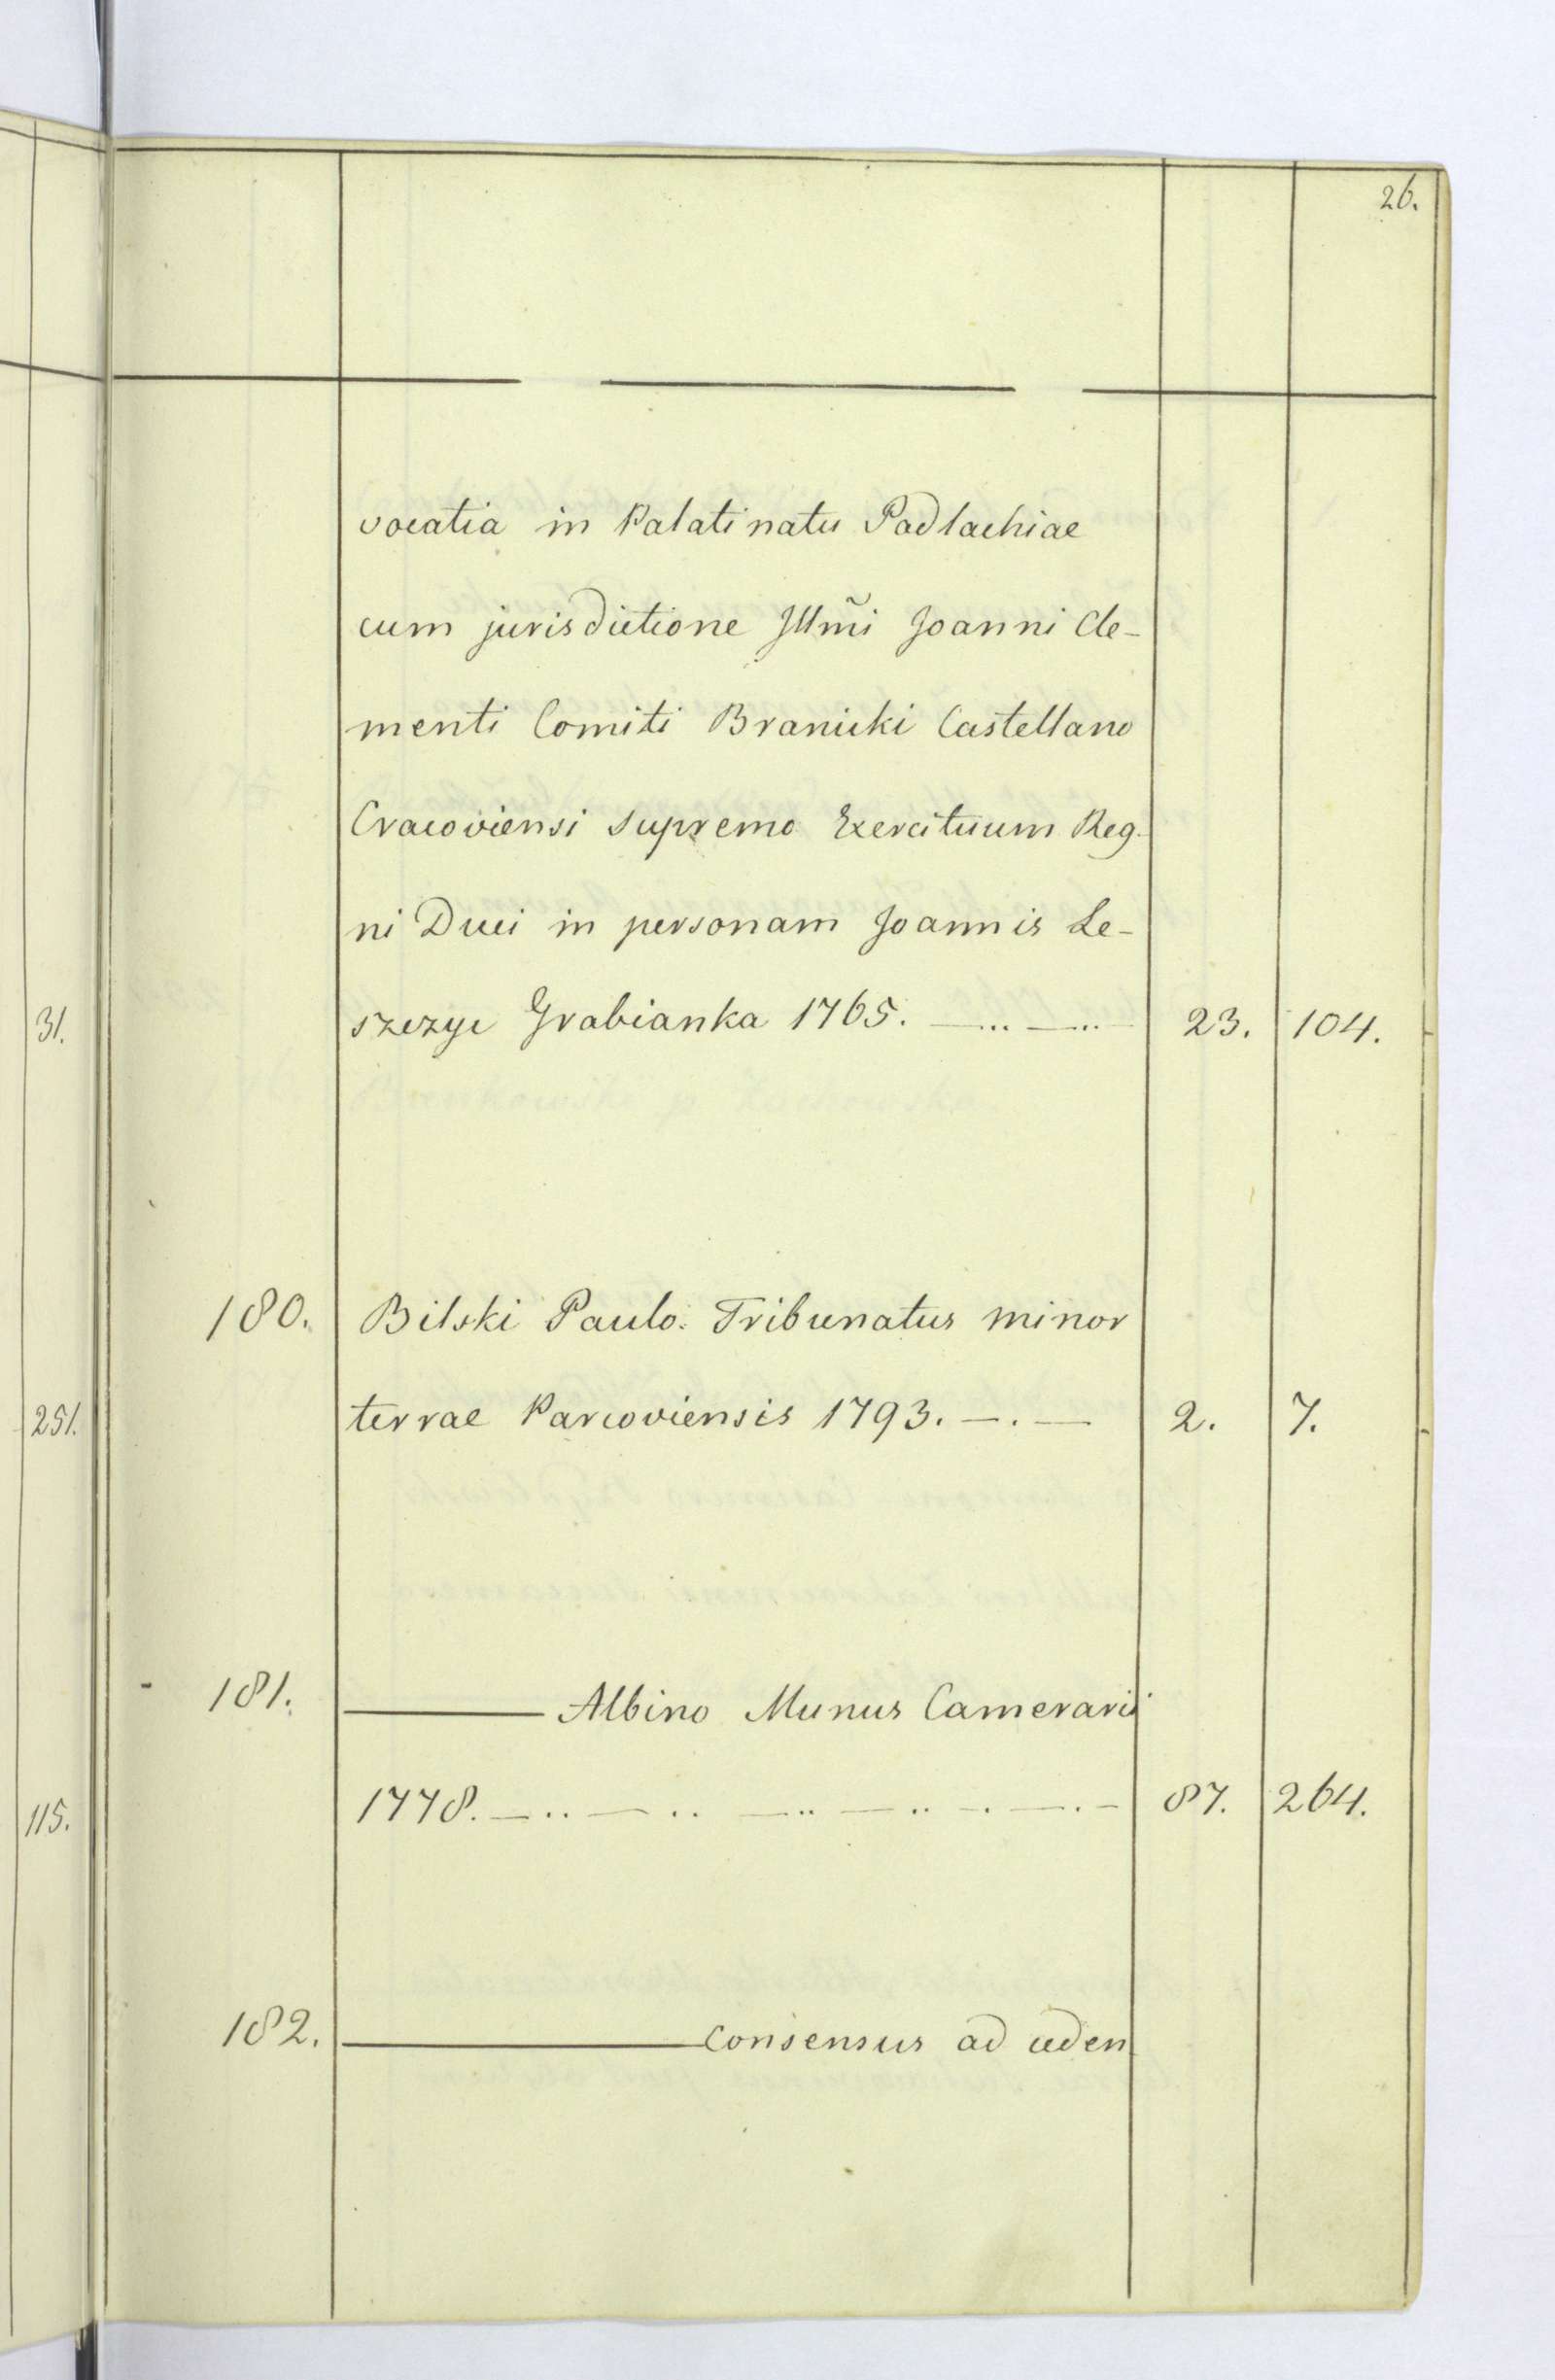 26.
vocatia in Palatinatu Podlachiae
cum jurisdictione Illm̃i Joanni Cle-
menti Comiti Branicki Castellano
Cracoviensi supremo Exercituum Reg-
ni Duci in personam Joannis Le-
szczyc Grabianka 1765. 23. 104.
180. Bilski Paulo. Tribunatus minor
terrae Parcoviensis 1793. 2. 7.
181. ——— Albino Munus Camerarii
1778. 87. 264.
182. ——— Consensus ad ceden
31.
251.
115.